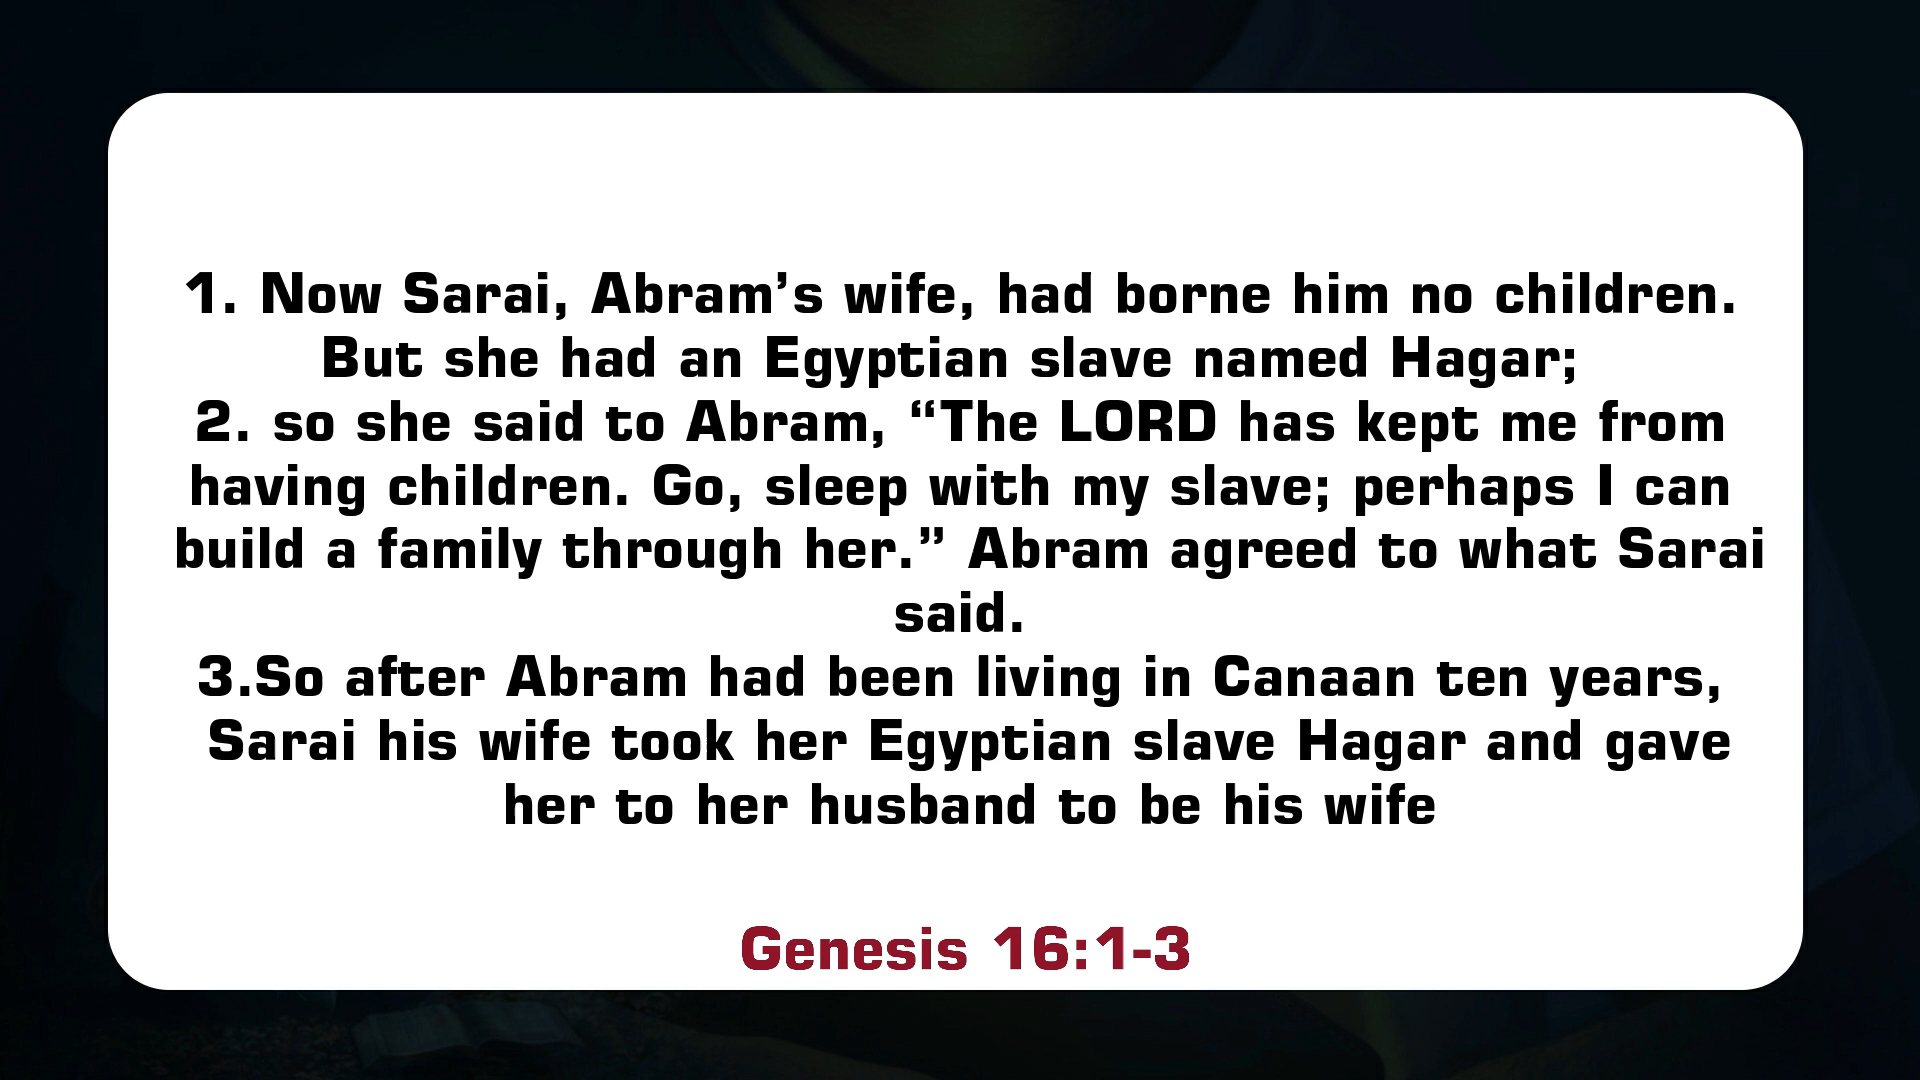 1. Now Sarai, Abram’s wife, had borne him no children.
But she had an Egyptian slave named Hagar;
2. so she said to Abram, “The LORD has kept me from
having children. Go, sleep with my slave; perhaps I can
build a family through her.” Abram agreed to what Sarai
said.
3.So after Abram had been living in Canaan ten years,
Sarai his wife took her Egyptian slave Hagar and gave
her to her husband to be his wife
Genesis 16:1-3